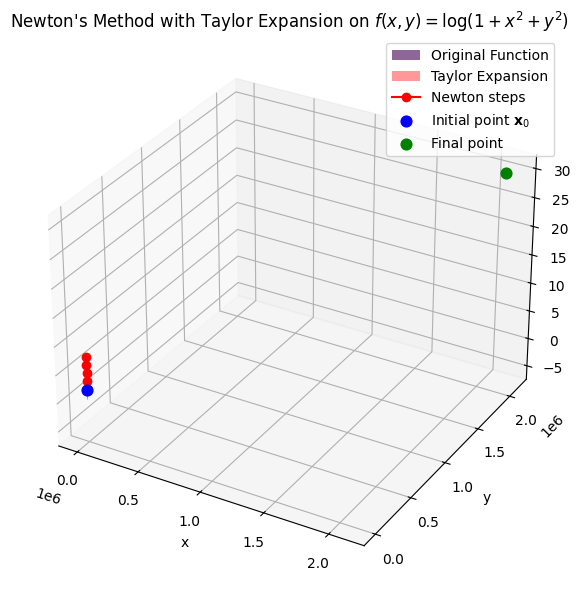 Newton's Method with Taylor Expansion on f(x, y) = log(1 + x² + y²)
Original Function
Taylor Expansion
Newton steps
Initial point x₀
Final point
30
25
20
15
10
5
0
−5
2.0
1e6
1.5
1.0
y
0.5
0.0
0.0
1e6
0.5
1.0
x
1.5
2.0